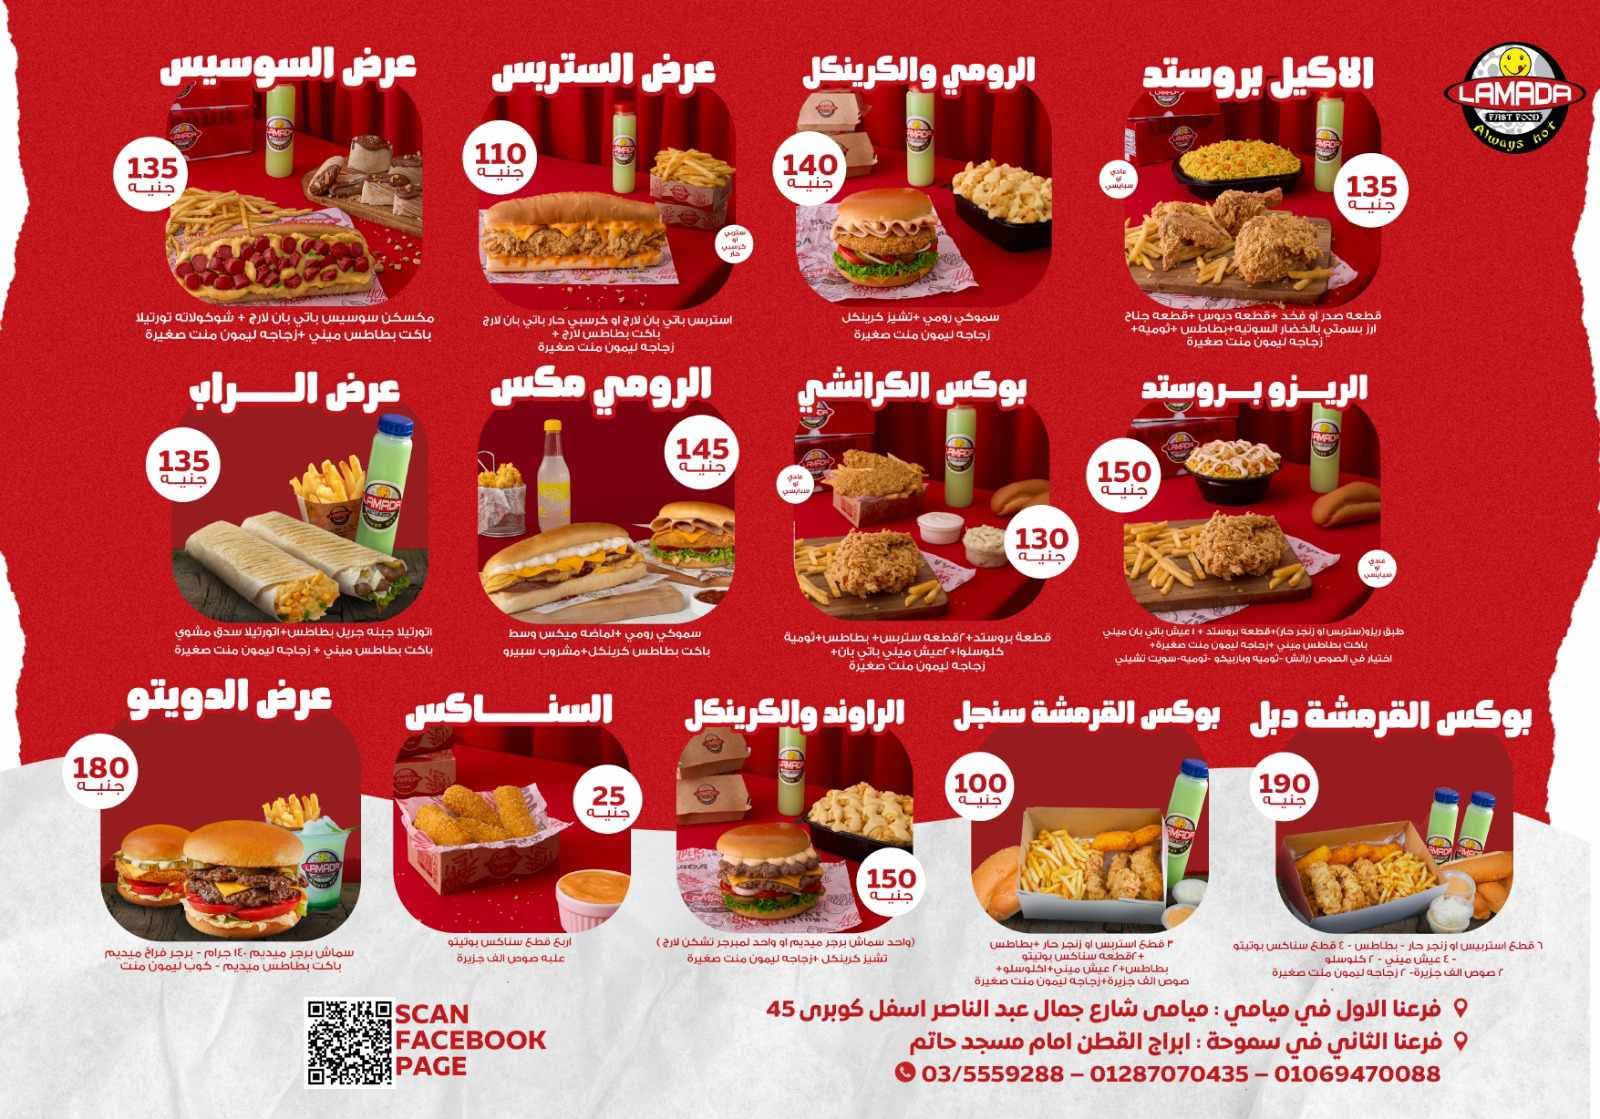 LAMADA
FAST FOOD
Always hot
الاكيل بروستد
135
جنيه
عادي
او
سبايسي
قطعه صدر او فخد +قطعه دبوس +قطعه جناح
ارز بسمتي بالخضار السوتيه+بطاطس +ثوميه+
زجاجه ليمون منت صغيرة
الرومي والكرينكل
140
جنيه
سموكي رومي +تشيز كرينكل
زجاجه ليمون منت صغيرة
عرض الستربس
110
جنيه
ستربس
او
كرسبي
حار
استربس باتي بان لارج او كرسبي حار باتي بان لارج
باكت بطاطس لارج +
زجاجه ليمون منت صغيرة
عرض السوسيس
135
جنيه
مكسكن سوسيس باتي بان لارج + شوكولاته تورتيلا
باكت بطاطس ميني +زجاجه ليمون منت صغيرة
الريزو بروستد
150
جنيه
عادي
او
سبايسي
طبق ريزو(ستربس او زنجر حار)+قطعه بروستد + ١ عيش باتي بان ميني
باكت بطاطس ميني +زجاجه ليمون منت صغيرة+
اختيار في الصوص (رانش -ثوميه وباربيكو -ثوميه-سويت تشيلي
بوكس الكرانشي
130
جنيه
عادي
او
سبايسي
قطعة بروستد+٢قطعه ستربس+ بطاطس+ثومية
كلوسلوا+٢عيش ميني باتي بان+
زجاجه ليمون منت صغيرة
الرومي مكس
145
جنيه
سموكي رومي +لماضه ميكس وسط
باكت بطاطس كرينكل+مشروب سبيرو
عرض الـــراب
135
جنيه
اتورتيلا جبنه جريل بطاطس+اتورتيلا سدق مشوي
باكت بطاطس ميني + زجاجه ليمون منت صغيرة
بوكس القرمشة دبل
190
جنيه
٦ قطع استربيس او زنجر حار - بطاطس - ٤ قطع سناكس بوتيتو
- ٤ عيش ميني - ٢ كلوسلو
٢ صوص الف جزيرة- ٢ زجاجه ليمون منت صغيرة
بوكس القرمشة سنجل
100
جنيه
٣ قطع استربس او زنجر حار +بطاطس
+٢قطعه سناكس بوتيتو
بطاطس+٢ عيش ميني+١كلوسلو+
صوص الف جزيرة+زجاجه ليمون منت صغيرة
الراوند والكرينكل
150
جنيه
(واحد سماش برجر ميديم او واحد لمبرجر تشكن لارج )
تشيز كرينكل +زجاجه ليمون منت صغيرة
السنـــاكس
25
جنيه
اربع قطع سناكس بوتيتو
علبه صوص الف جزيرة
عرض الدويتو
180
جنيه
سماش برجر ميديم ١٤٠ جرام - برجر فراخ ميديم
باكت بطاطس ميديم - كوب ليمون منت
SCAN
FACEBOOK
PAGE
فرعنا الاول في ميامي : ميامى شارع جمال عبد الناصر اسفل كوبرى 45
فرعنا الثاني في سموحة : ابراج القطن امام مسجد حاتم
03/5559288 – 01287070435 – 01069470088